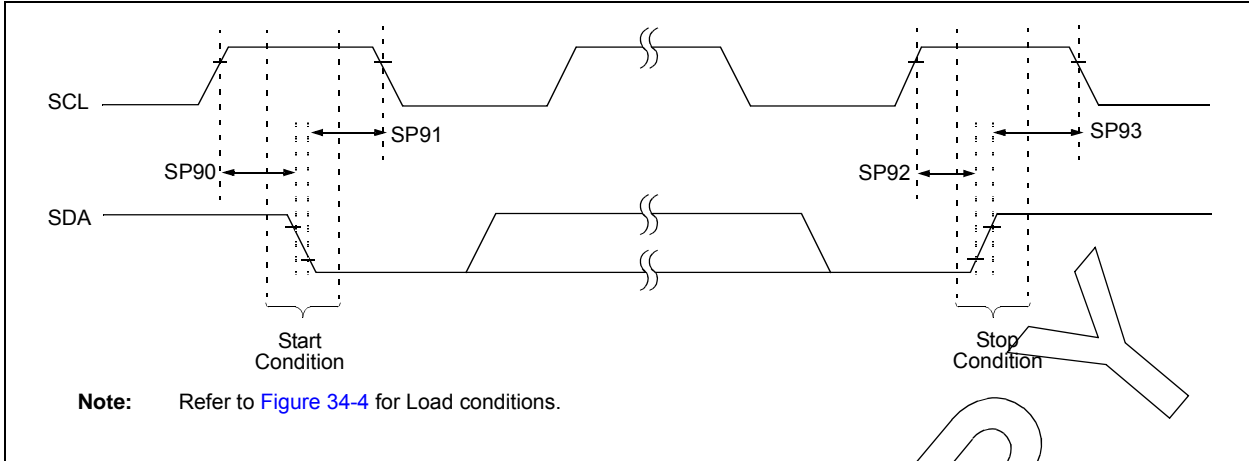 SCL
SP91
SP93
SP90
SP92
SDA
Start
Condition
Stop
Condition
Note: Refer to Figure 34-4 for Load conditions.